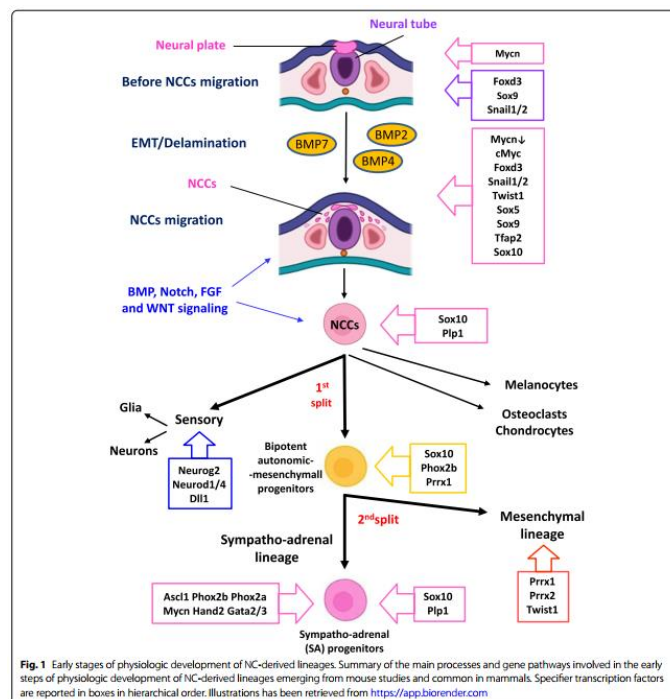 Neural tube
Neural plate
Mycn
Before NCCs migration
Foxd3
Sox9
Snail1/2
EMT/Delamination
BMP7
BMP2
BMP4
NCCs
NCCs migration
Mycn↓
cMyc
Foxd3
Snail1/2
Twist1
Sox5
Sox9
Tfap2
Sox10
BMP, Notch, FGF
and WNT signaling
NCCs
Sox10
Plp1
1st
split
Melanocytes
Osteoclasts
Chondrocytes
Glia
Sensory
Neurons
Neurog2
Neurod1/4
Dll1
Bipotent
autonomic-
-mesenchymall
progenitors
Sox10
Phox2b
Prrx1
2nd split
Sympatho-adrenal
lineage
Mesenchymal
lineage
Prrx1
Prrx2
Twist1
Ascl1 Phox2b Phox2a
Mycn Hand2 Gata2/3
Sox10
Plp1
Sympatho-adrenal
(SA) progenitors
Fig. 1 Early stages of physiologic development of NC-derived lineages. Summary of the main processes and gene pathways involved in the early
steps of physiologic development of NC-derived lineages emerging from mouse studies and common in mammals. Specifier transcription factors
are reported in boxes in hierarchical order. Illustrations has been retrieved from https://app.biorender.com